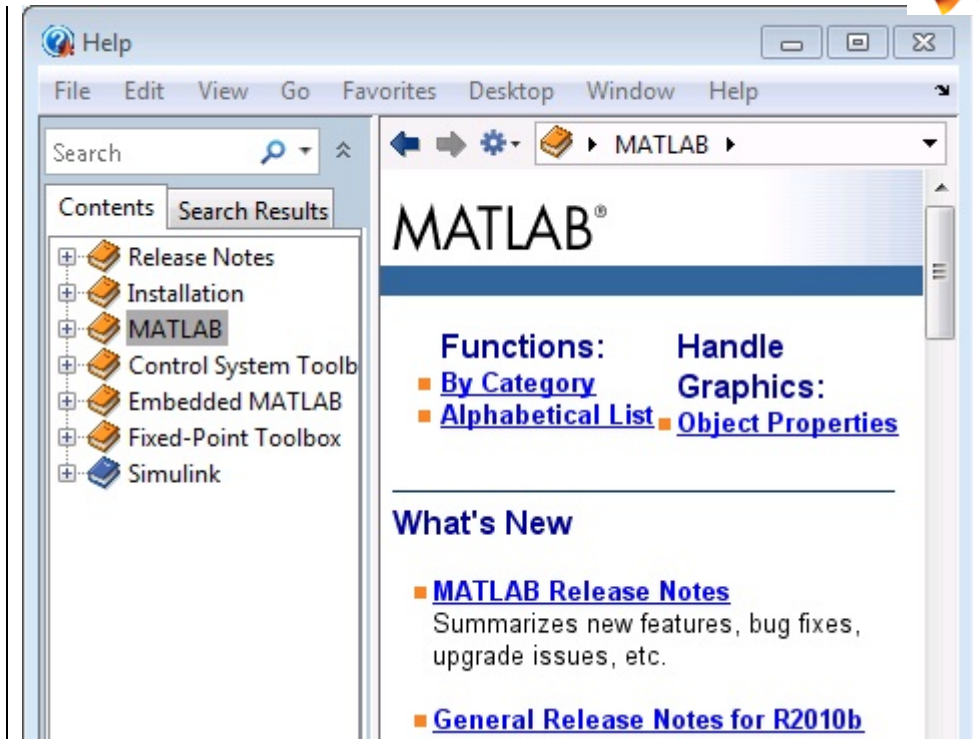 Help
File Edit View Go Favorites Desktop Window Help
Search
MATLAB
Contents Search Results
Release Notes
Installation
MATLAB
Control System Toolb
Embedded MATLAB
Fixed-Point Toolbox
Simulink
MATLAB®
Functions:
By Category
Alphabetical List
Handle
Graphics:
Object Properties
What's New
MATLAB Release Notes
Summarizes new features, bug fixes,
upgrade issues, etc.
General Release Notes for R2010b